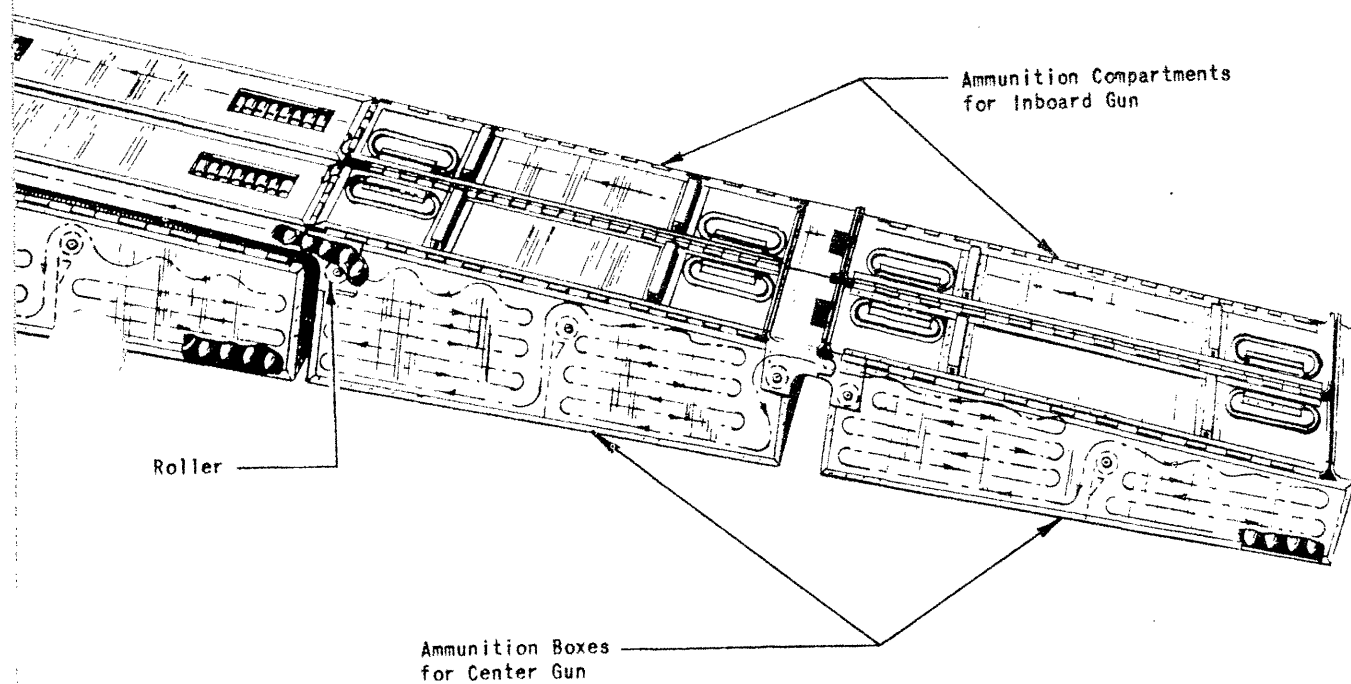 Ammunition Compartments
for Inboard Gun
Roller
Ammunition Boxes
for Center Gun